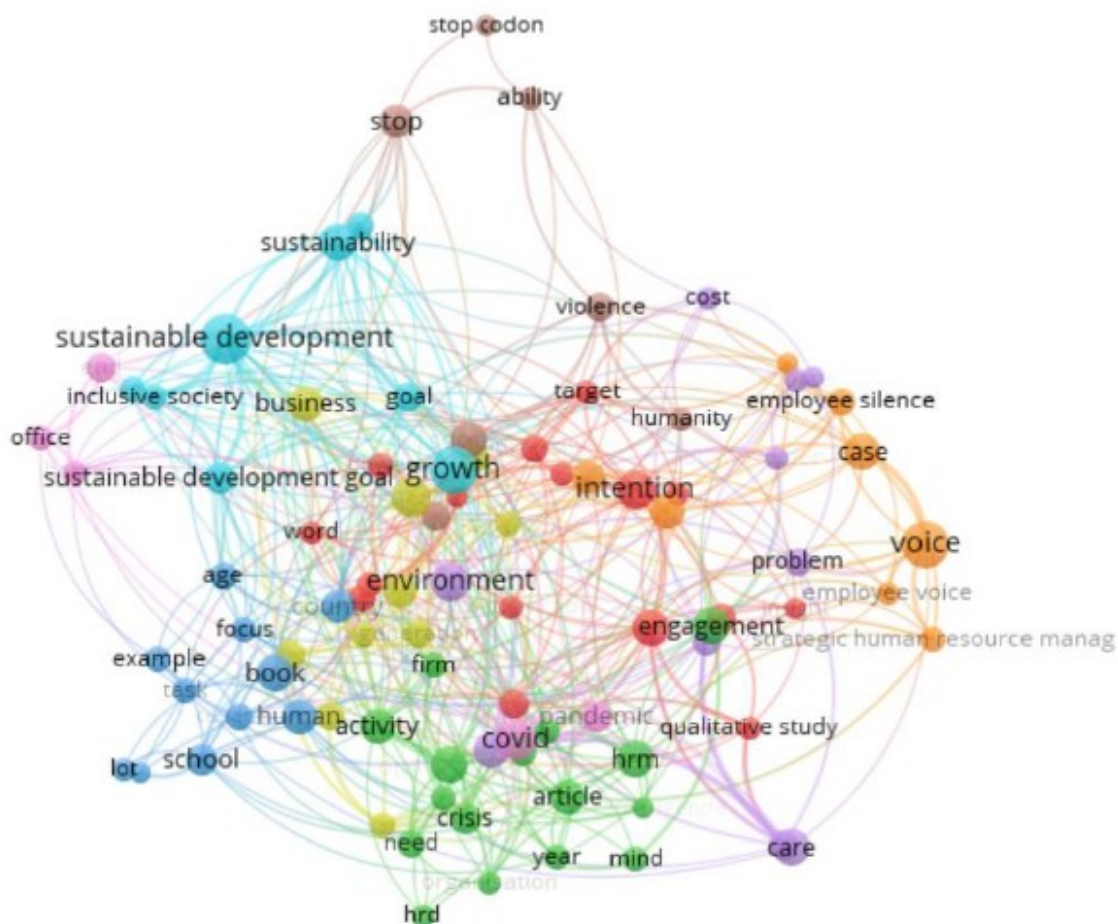 stop codon
ability
stop
sustainability
violence
cost
sustainable development
target
inclusive society
business
goal
employee silence
humanity
office
case
growth
sustainable development goal
intention
word
voice
problem
age
environment
employee voice
country
focus
generation
engagement
strategic human resource manag
example
firm
book
task
human
activity
pandemic
qualitative study
covid
school
lot
hrm
article
crisis
need
year
mind
care
organisation
hrd